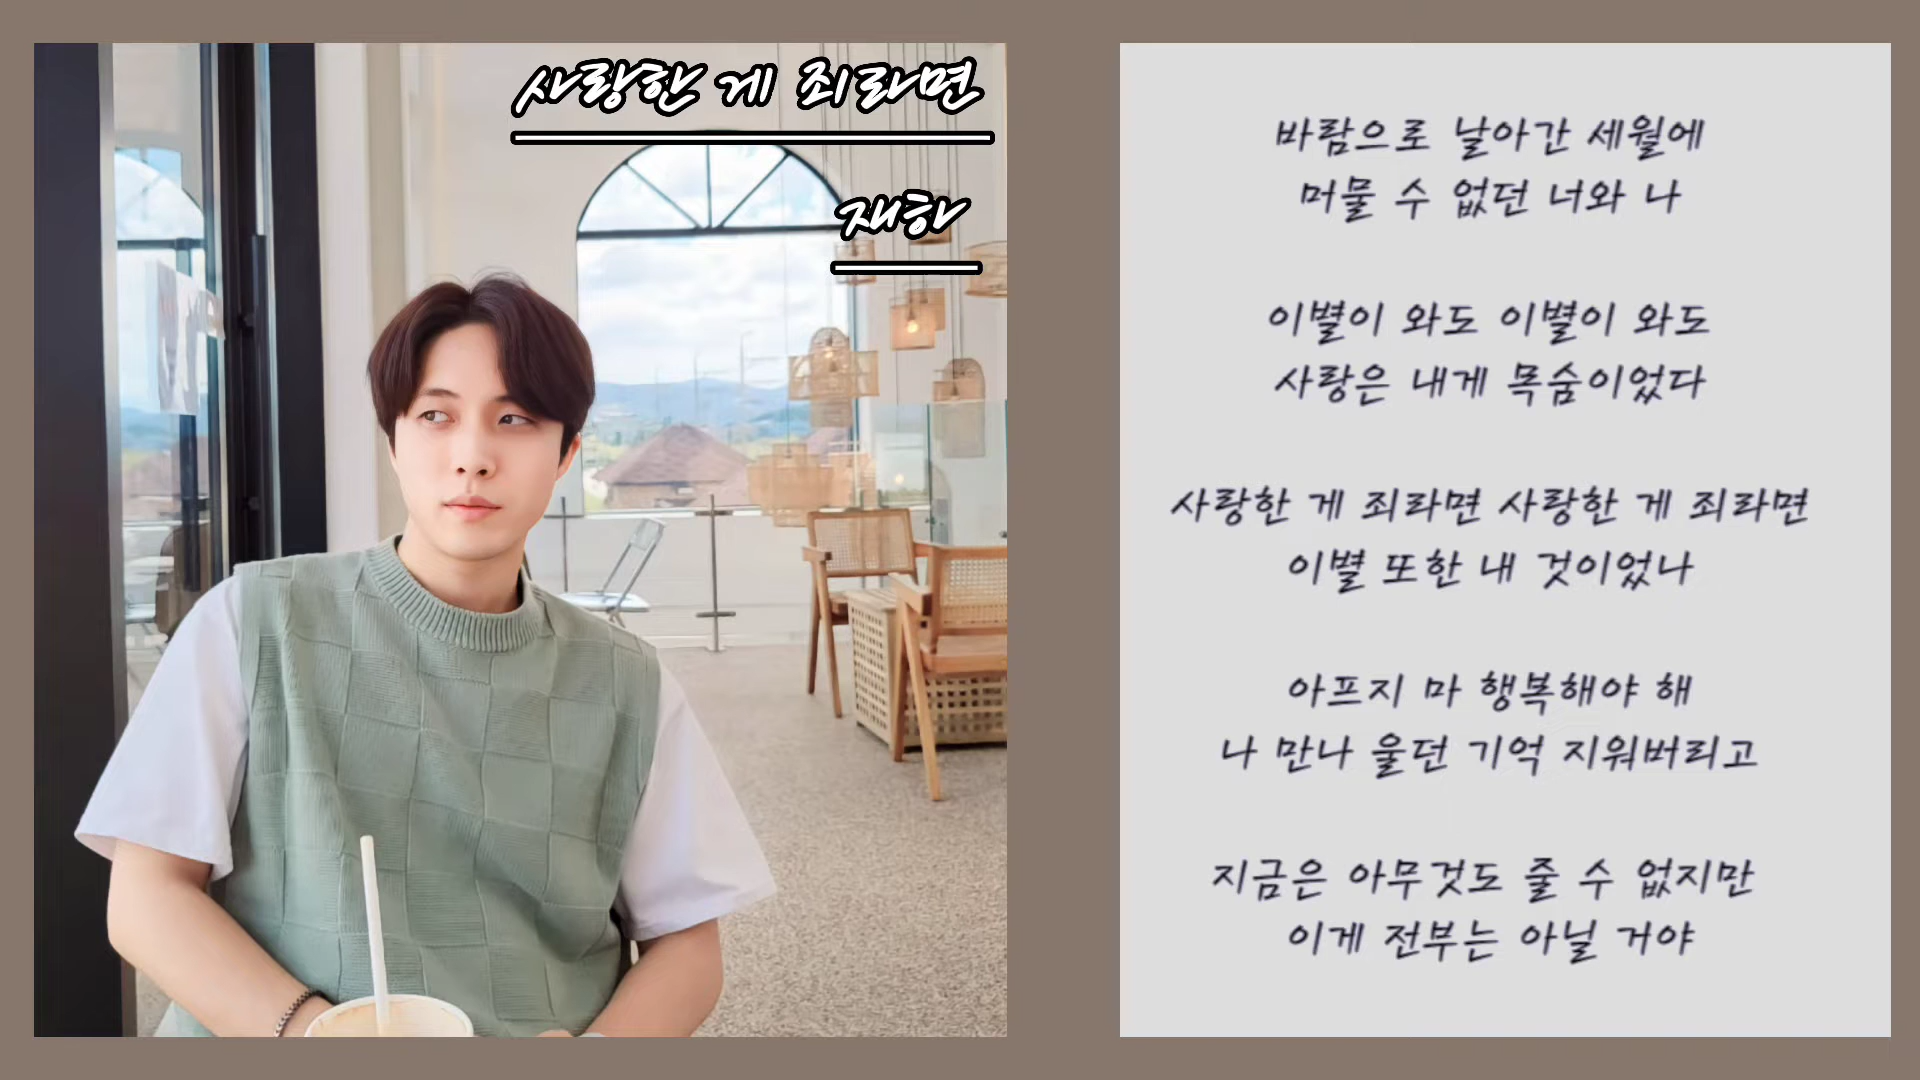 사랑한 게 죄라면
재하
바람으로 날아간 세월에
머물 수 없던 너와 나
이별이 와도 이별이 와도
사랑은 내게 목숨이었다
사랑한 게 죄라면 사랑한 게 죄라면
이별 또한 내 것이었나
아프지 마 행복해야 해
나 만나 울던 기억 지워버리고
지금은 아무것도 줄 수 없지만
이게 전부는 아닐 거야